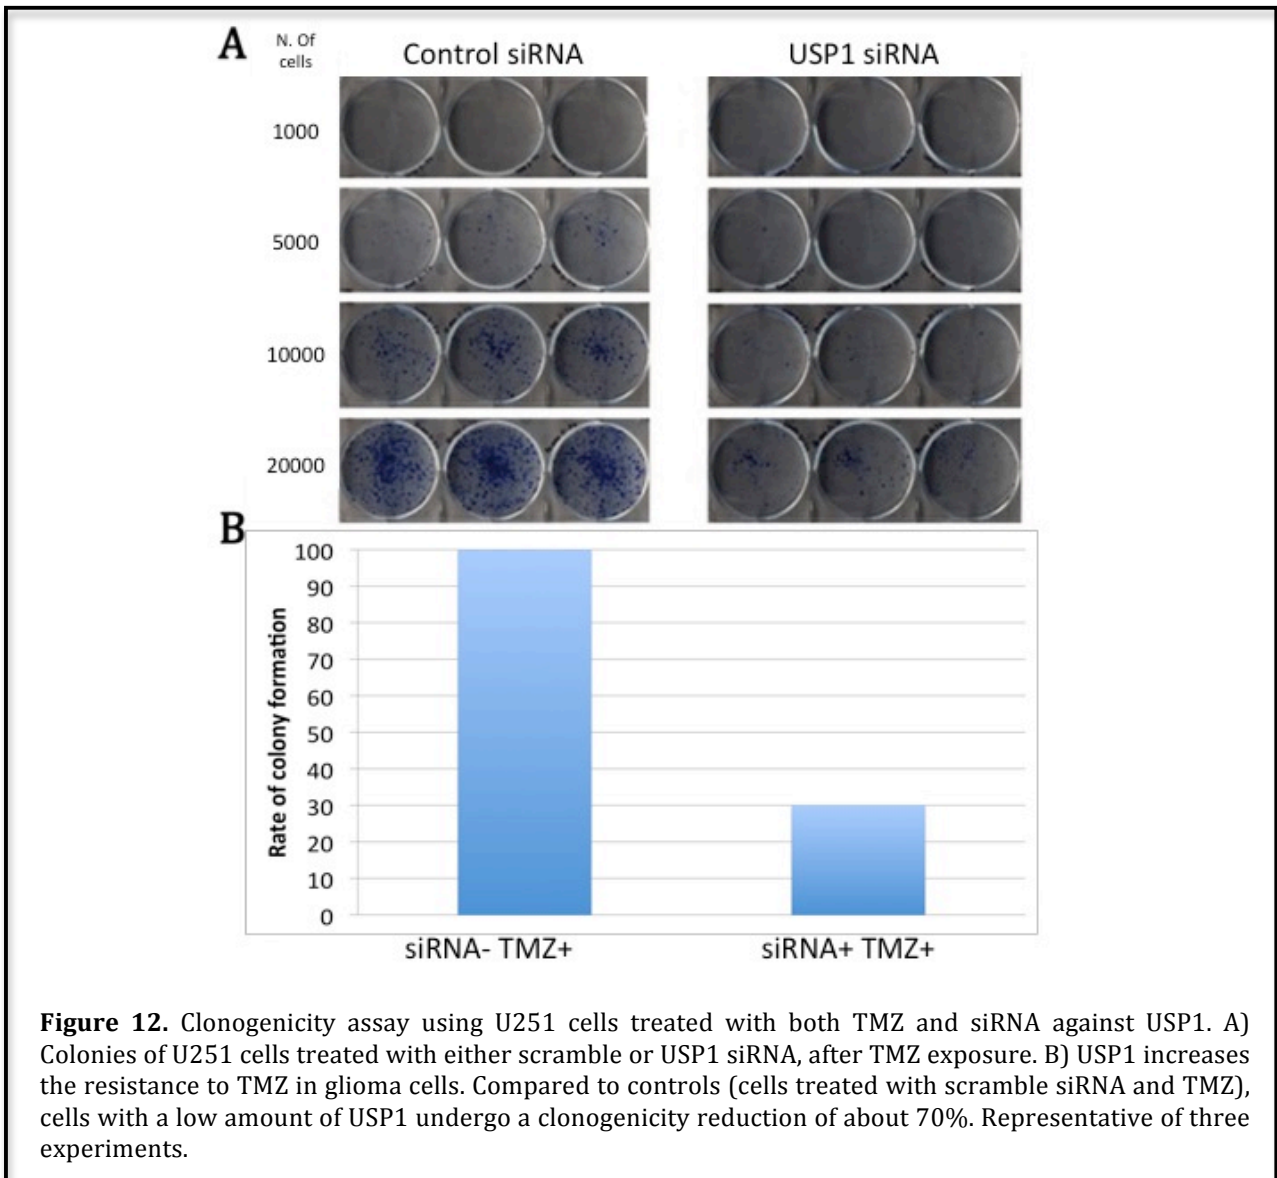 A
N. Of
cells
Control siRNA
USP1 siRNA
1000
5000
10000
20000
B
100
90
80
70
60
50
40
30
20
10
0
Rate of colony formation
siRNA- TMZ+
siRNA+ TMZ+
Figure 12. Clonogenicity assay using U251 cells treated with both TMZ and siRNA against USP1. A)
Colonies of U251 cells treated with either scramble or USP1 siRNA, after TMZ exposure. B) USP1 increases
the resistance to TMZ in glioma cells. Compared to controls (cells treated with scramble siRNA and TMZ),
cells with a low amount of USP1 undergo a clonogenicity reduction of about 70%. Representative of three
experiments.